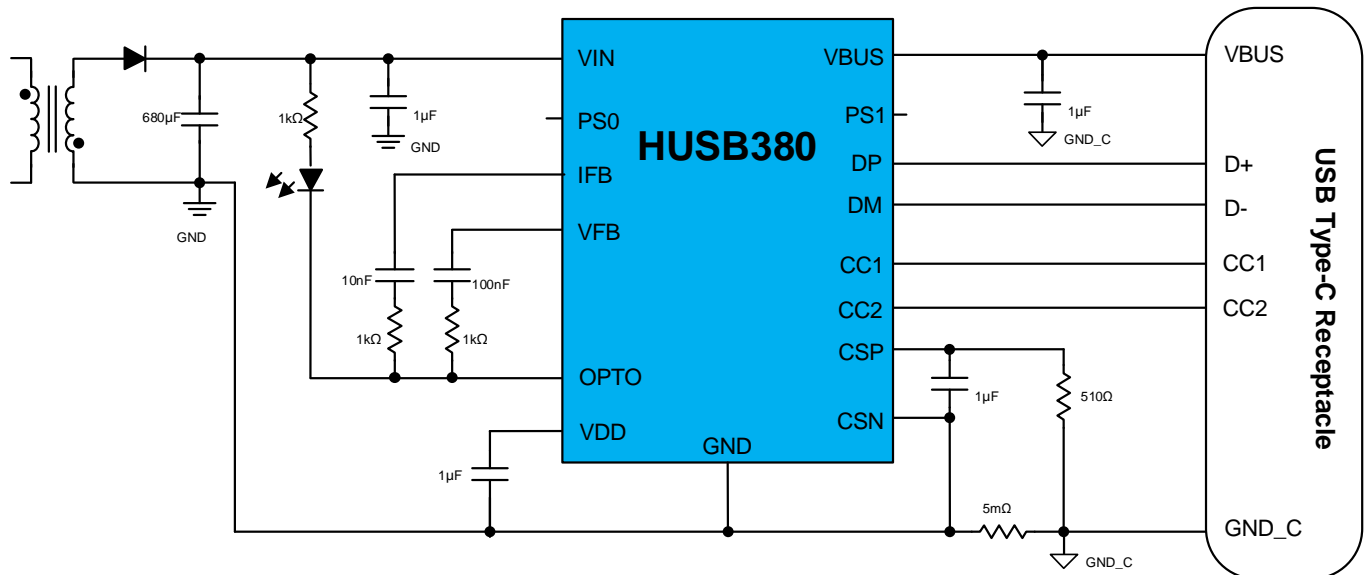 VIN
VBUS
VBUS
680µF
1kΩ
1µF
GND
PS0
HUSB380
PS1
1µF
GND_C
IFB
DP
D+
GND
VFB
DM
D-
10nF
100nF
CC1
CC1
1kΩ
1kΩ
CC2
CC2
CSP
OPTO
1µF
510Ω
VDD
GND
CSN
1µF
5mΩ
GND_C
GND_C
USB Type-C Receptacle